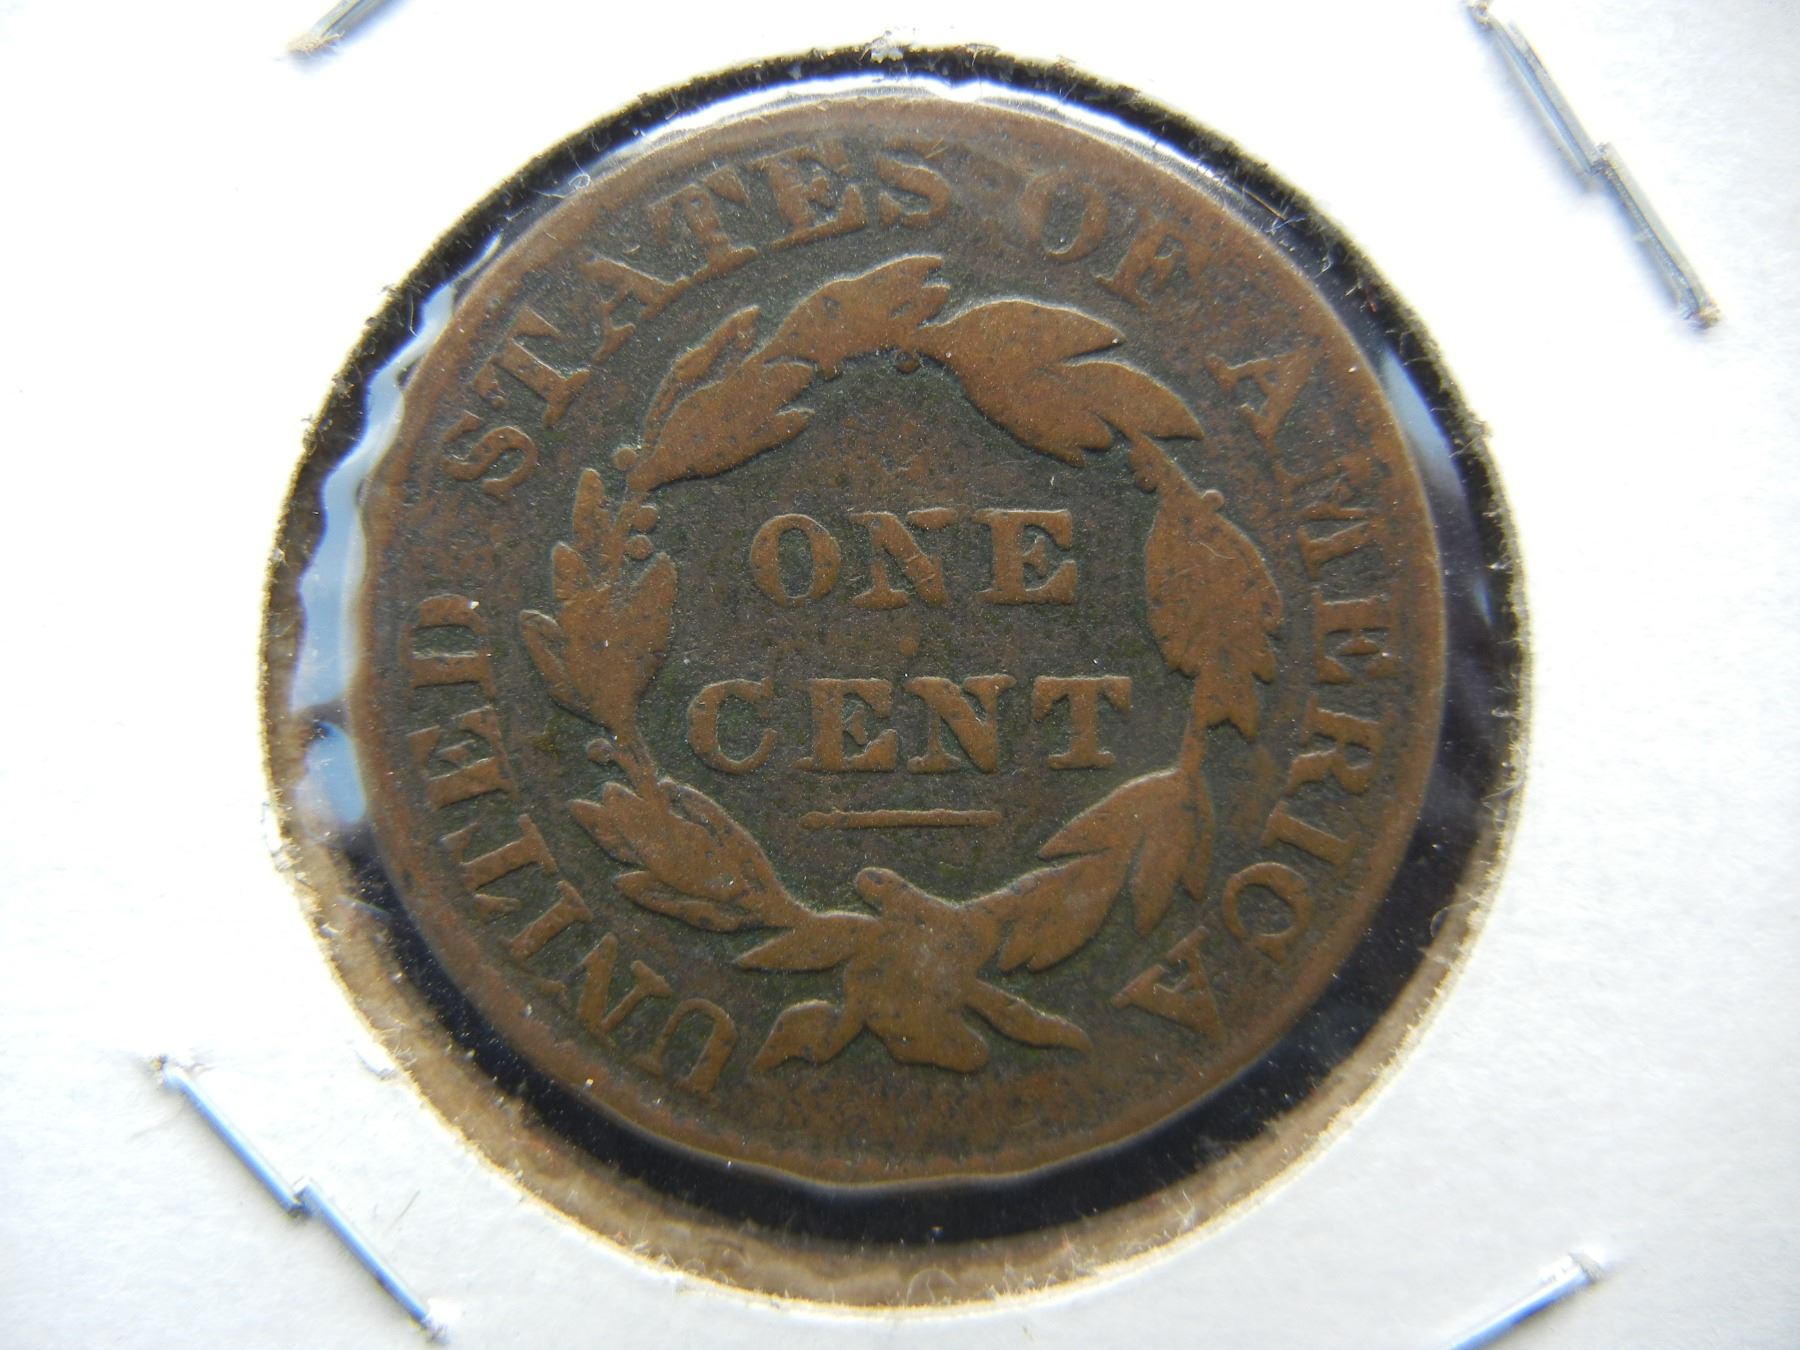 UNITED STATES OF AMERICA
ONE
CENT